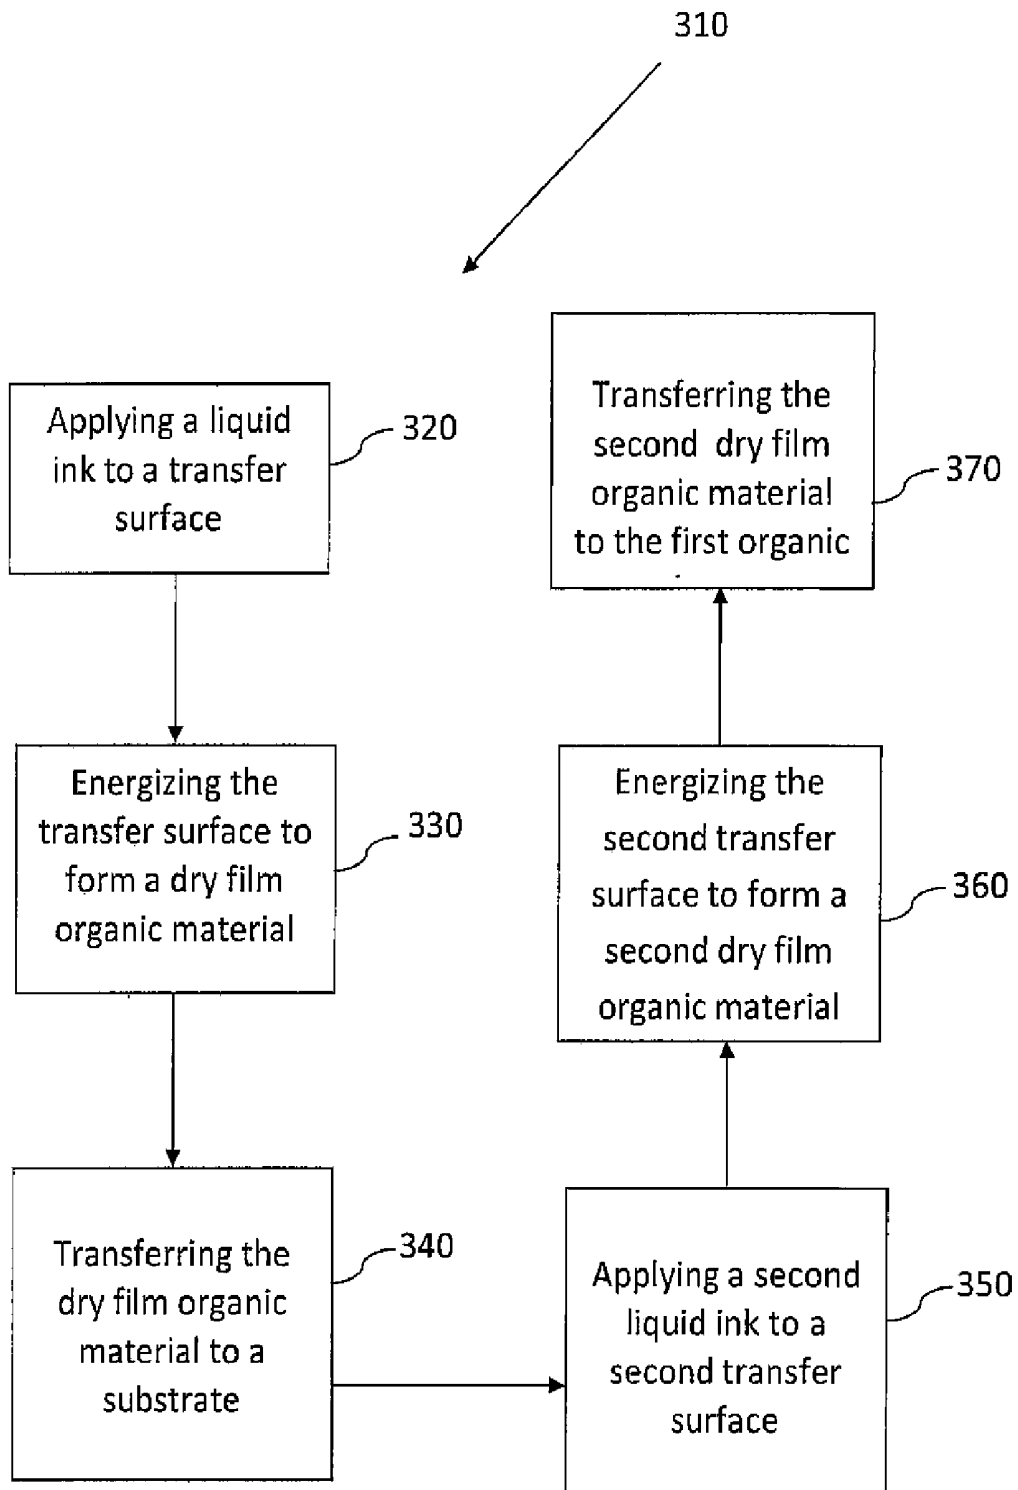 310
Applying a liquid
ink to a transfer
surface
320
Energizing the
transfer surface to
form a dry film
organic material
330
Transferring the
dry film organic
material to a
substrate
340
Applying a second
liquid ink to a
second transfer
surface
350
Energizing the
second transfer
surface to form a
second dry film
organic material
360
Transferring the
second dry film
organic material
to the first organic
370